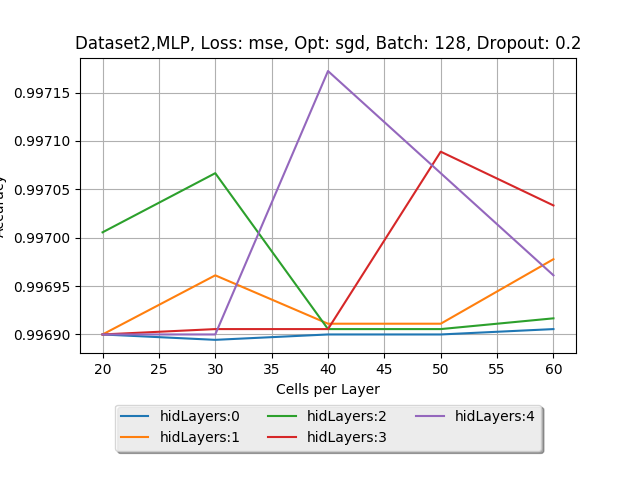 Dataset2,MLP, Loss: mse, Opt: sgd, Batch: 128, Dropout: 0.2
0.99715
0.99710
0.99705
0.99700
0.99695
0.99690
20 25 30 35 40 45 50 55 60
Cells per Layer
hidLayers:0 hidLayers:2 hidLayers:4
hidLayers:1 hidLayers:3